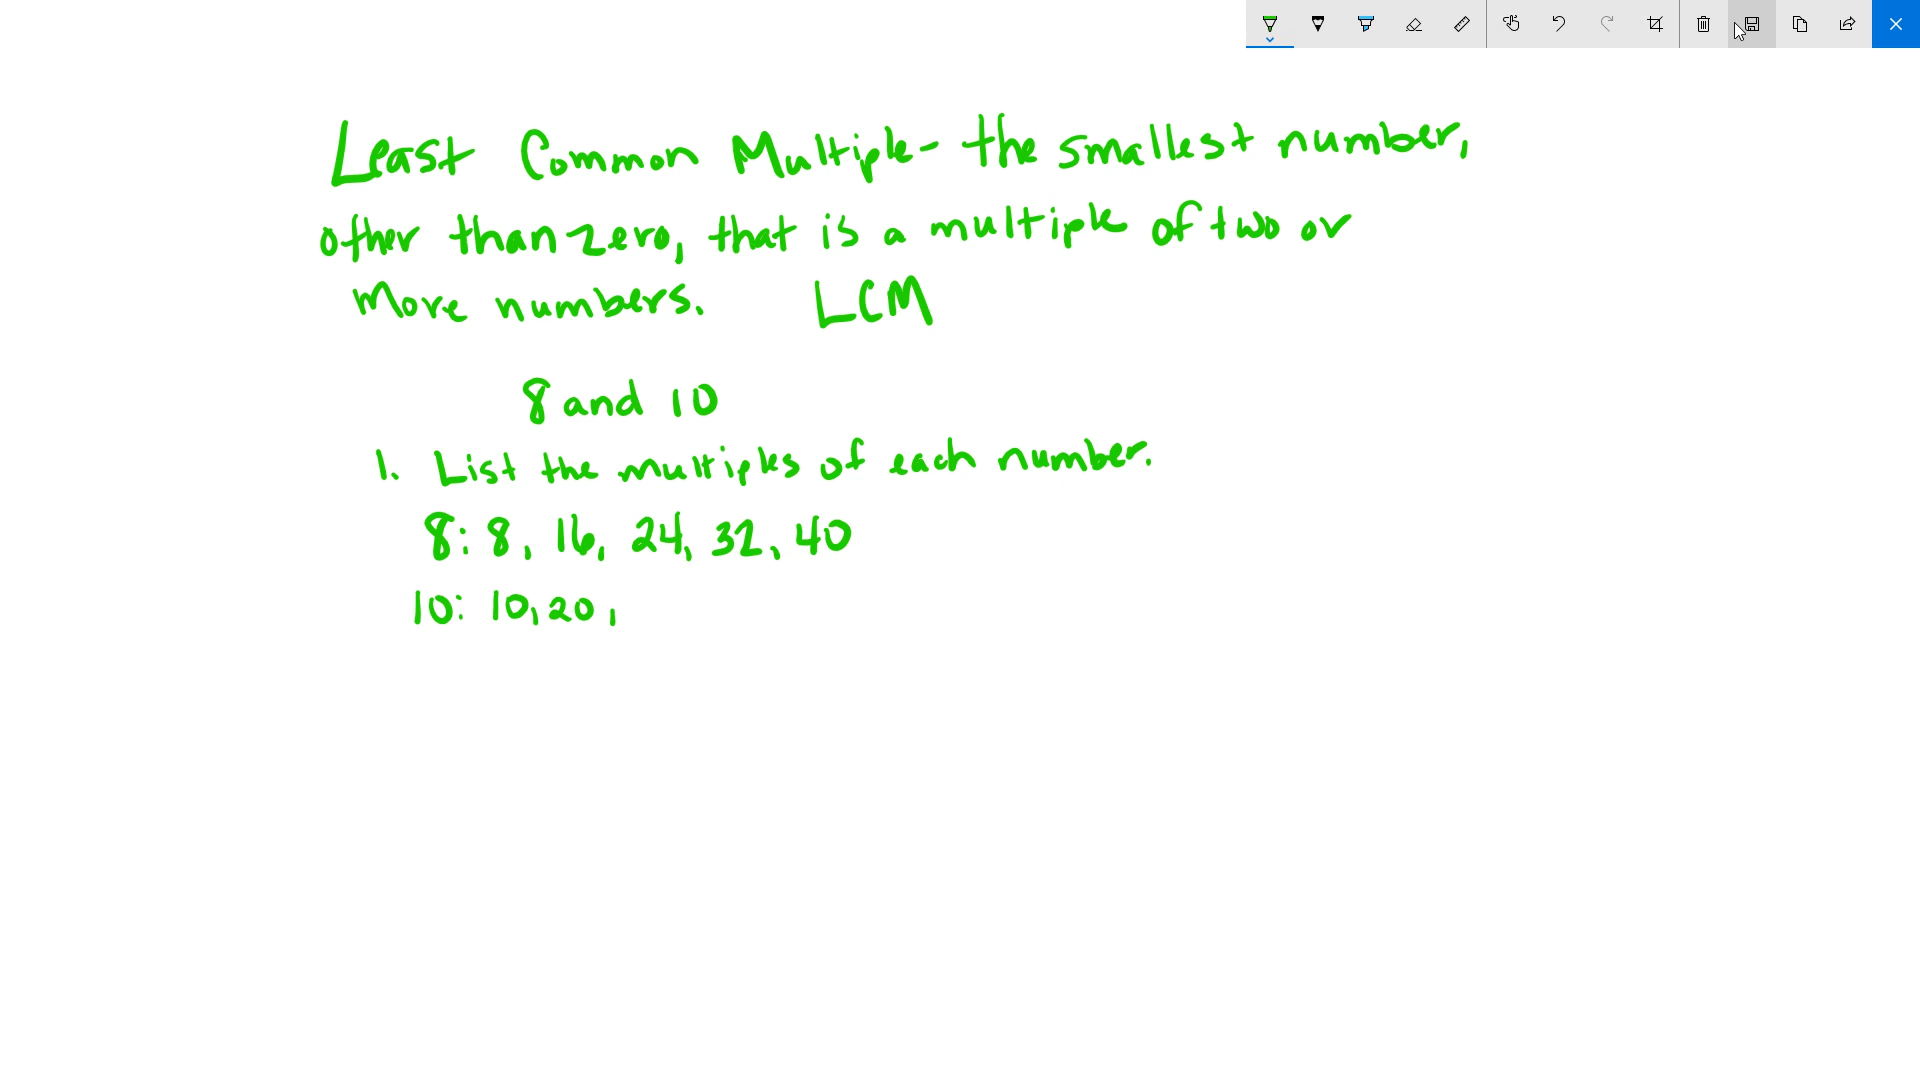 Least Common Multiple - the smallest number,
other than zero, that is a multiple of two or
more numbers. LCM
8 and 10
1. List the multiples of each number.
8: 8, 16, 24, 32, 40
10: 10, 20,